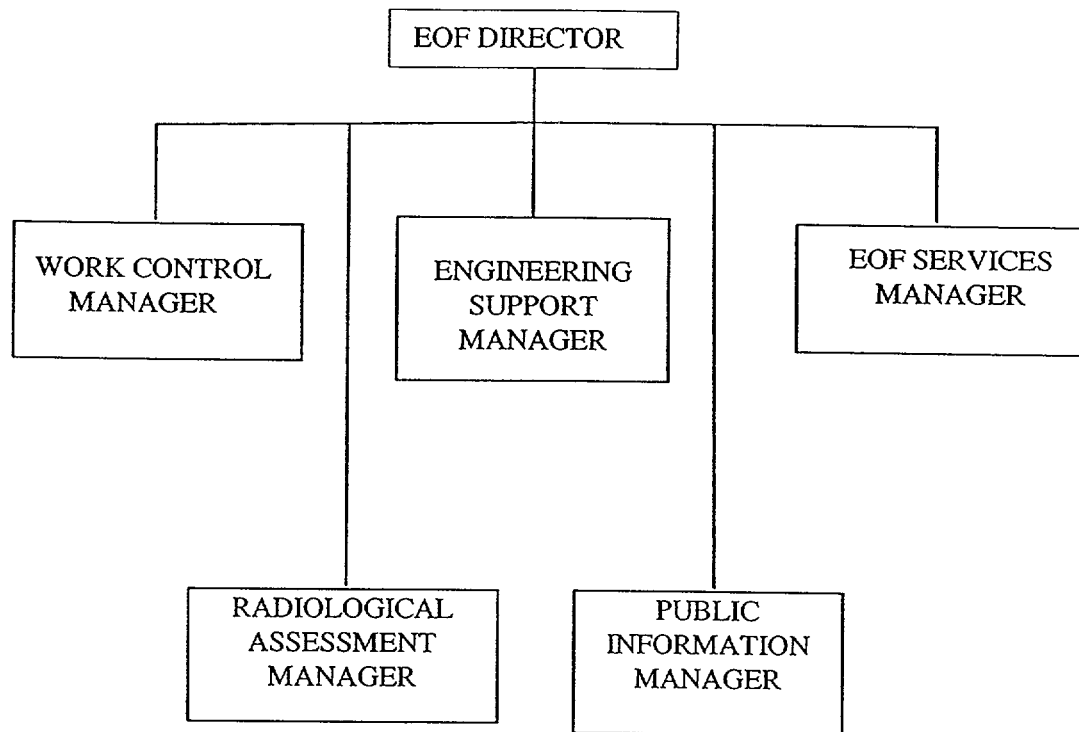 EOF DIRECTOR
WORK CONTROL
MANAGER
ENGINEERING
SUPPORT
MANAGER
EOF SERVICES
MANAGER
RADIOLOGICAL
ASSESSMENT
MANAGER
PUBLIC
INFORMATION
MANAGER